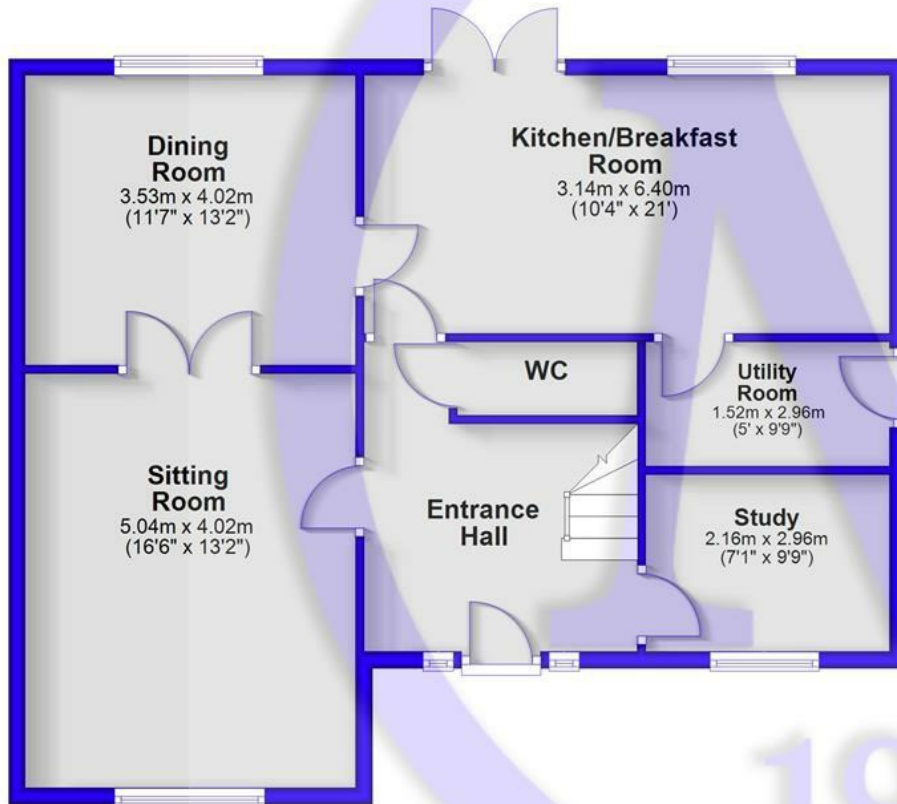 Dining
Room
3.53m x 4.02m
(11'7" x 13'2")
Kitchen/Breakfast
Room
3.14m x 6.40m
(10'4" x 21')
WC
Utility
Room
1.52m x 2.96m
(5' x 9'9")
Sitting
Room
5.04m x 4.02m
(16'6" x 13'2")
Entrance
Hall
Study
2.16m x 2.96m
(7'1" x 9'9")
19